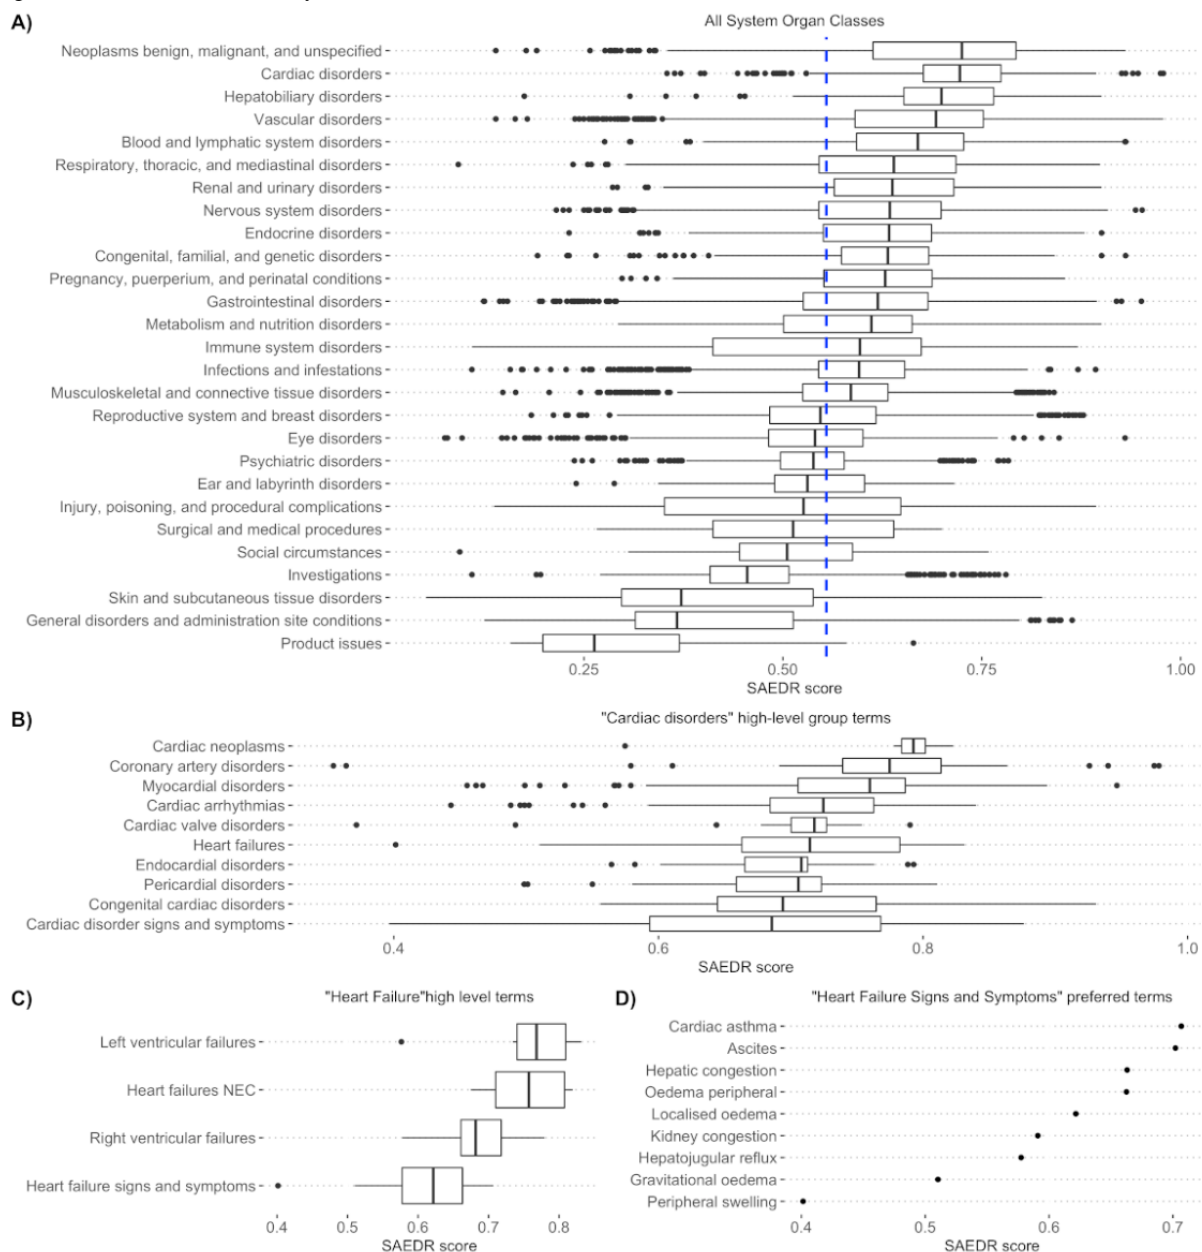 A)
All System Organ Classes
Neoplasms benign, malignant, and unspecified
Cardiac disorders
Hepatobiliary disorders
Vascular disorders
Blood and lymphatic system disorders
Respiratory, thoracic, and mediastinal disorders
Renal and urinary disorders
Nervous system disorders
Endocrine disorders
Congenital, familial, and genetic disorders
Pregnancy, puerperium, and perinatal conditions
Gastrointestinal disorders
Metabolism and nutrition disorders
Immune system disorders
Infections and infestations
Musculoskeletal and connective tissue disorders
Reproductive system and breast disorders
Eye disorders
Psychiatric disorders
Ear and labyrinth disorders
Injury, poisoning, and procedural complications
Surgical and medical procedures
Social circumstances
Investigations
Skin and subcutaneous tissue disorders
General disorders and administration site conditions
Product issues
0.25 0.50 0.75 1.00
SAEDR score
B)
"Cardiac disorders" high-level group terms
Cardiac neoplasms
Coronary artery disorders
Myocardial disorders
Cardiac arrhythmias
Cardiac valve disorders
Heart failures
Endocardial disorders
Pericardial disorders
Congenital cardiac disorders
Cardiac disorder signs and symptoms
0.4 0.6 0.8 1.0
SAEDR score
C)
"Heart Failure"high level terms
Left ventricular failures
Heart failures NEC
Right ventricular failures
Heart failure signs and symptoms
0.4 0.5 0.6 0.7 0.8
SAEDR score
D)
"Heart Failure Signs and Symptoms" preferred terms
Cardiac asthma
Ascites
Hepatic congestion
Oedema peripheral
Localised oedema
Kidney congestion
Hepatojugular reflux
Gravitational oedema
Peripheral swelling
0.4 0.5 0.6 0.7
SAEDR score